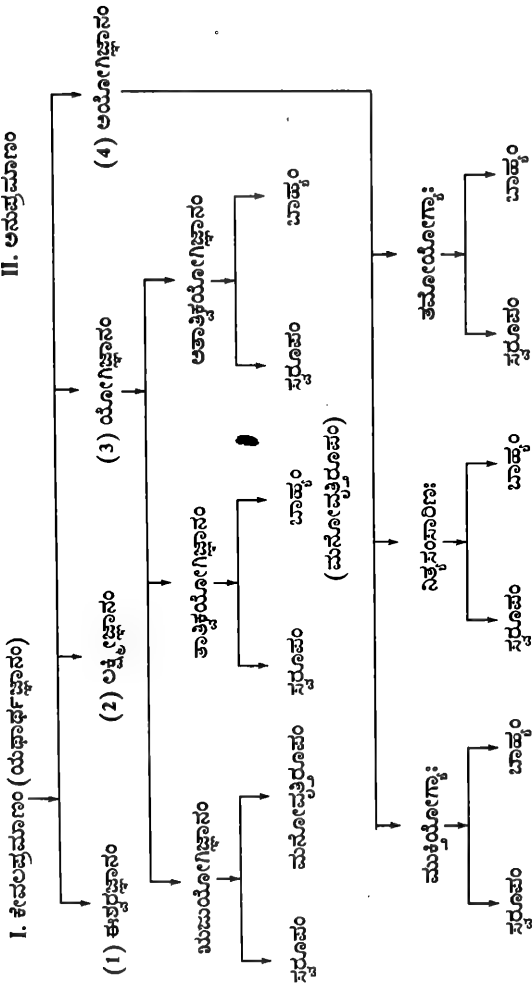 II. ಅನುಪ್ರಮಾಣಂ
I. ಕೇವಲಪ್ರಮಾಣಂ (ಯಥಾರ್ಥಜ್ಞಾನಂ)
(1) ಈಶ್ವರಜ್ಞಾನಂ (2) ಲಕ್ಷ್ಮೀಜ್ಞಾನಂ (3) ಯೋಗಿಜ್ಞಾನಂ (4) ಅಯೋಗಿಜ್ಞಾನಂ
ಋಜುಯೋಗಿಜ್ಞಾನಂ ತಾತ್ತ್ವಿಕಯೋಗಿಜ್ಞಾನಂ ಅತಾತ್ತ್ವಿಕಯೋಗಿಜ್ಞಾನಂ
ಸ್ವರೂಪಂ ಮನೋವೃತ್ತಿರೂಪಂ ಸ್ವರೂಪಂ ಬಾಹ್ಯಂ ಸ್ವರೂಪಂ ಬಾಹ್ಯಂ
(ಮನೋವೃತ್ತಿರೂಪಂ)
ಮುಕ್ತಿಯೋಗ್ಯಾಃ ನಿತ್ಯಸಂಸಾರಿಣಃ ತಮೋಯೋಗ್ಯಾಃ
ಸ್ವರೂಪಂ ಬಾಹ್ಯಂ ಸ್ವರೂಪಂ ಬಾಹ್ಯಂ ಸ್ವರೂಪಂ ಬಾಹ್ಯಂ